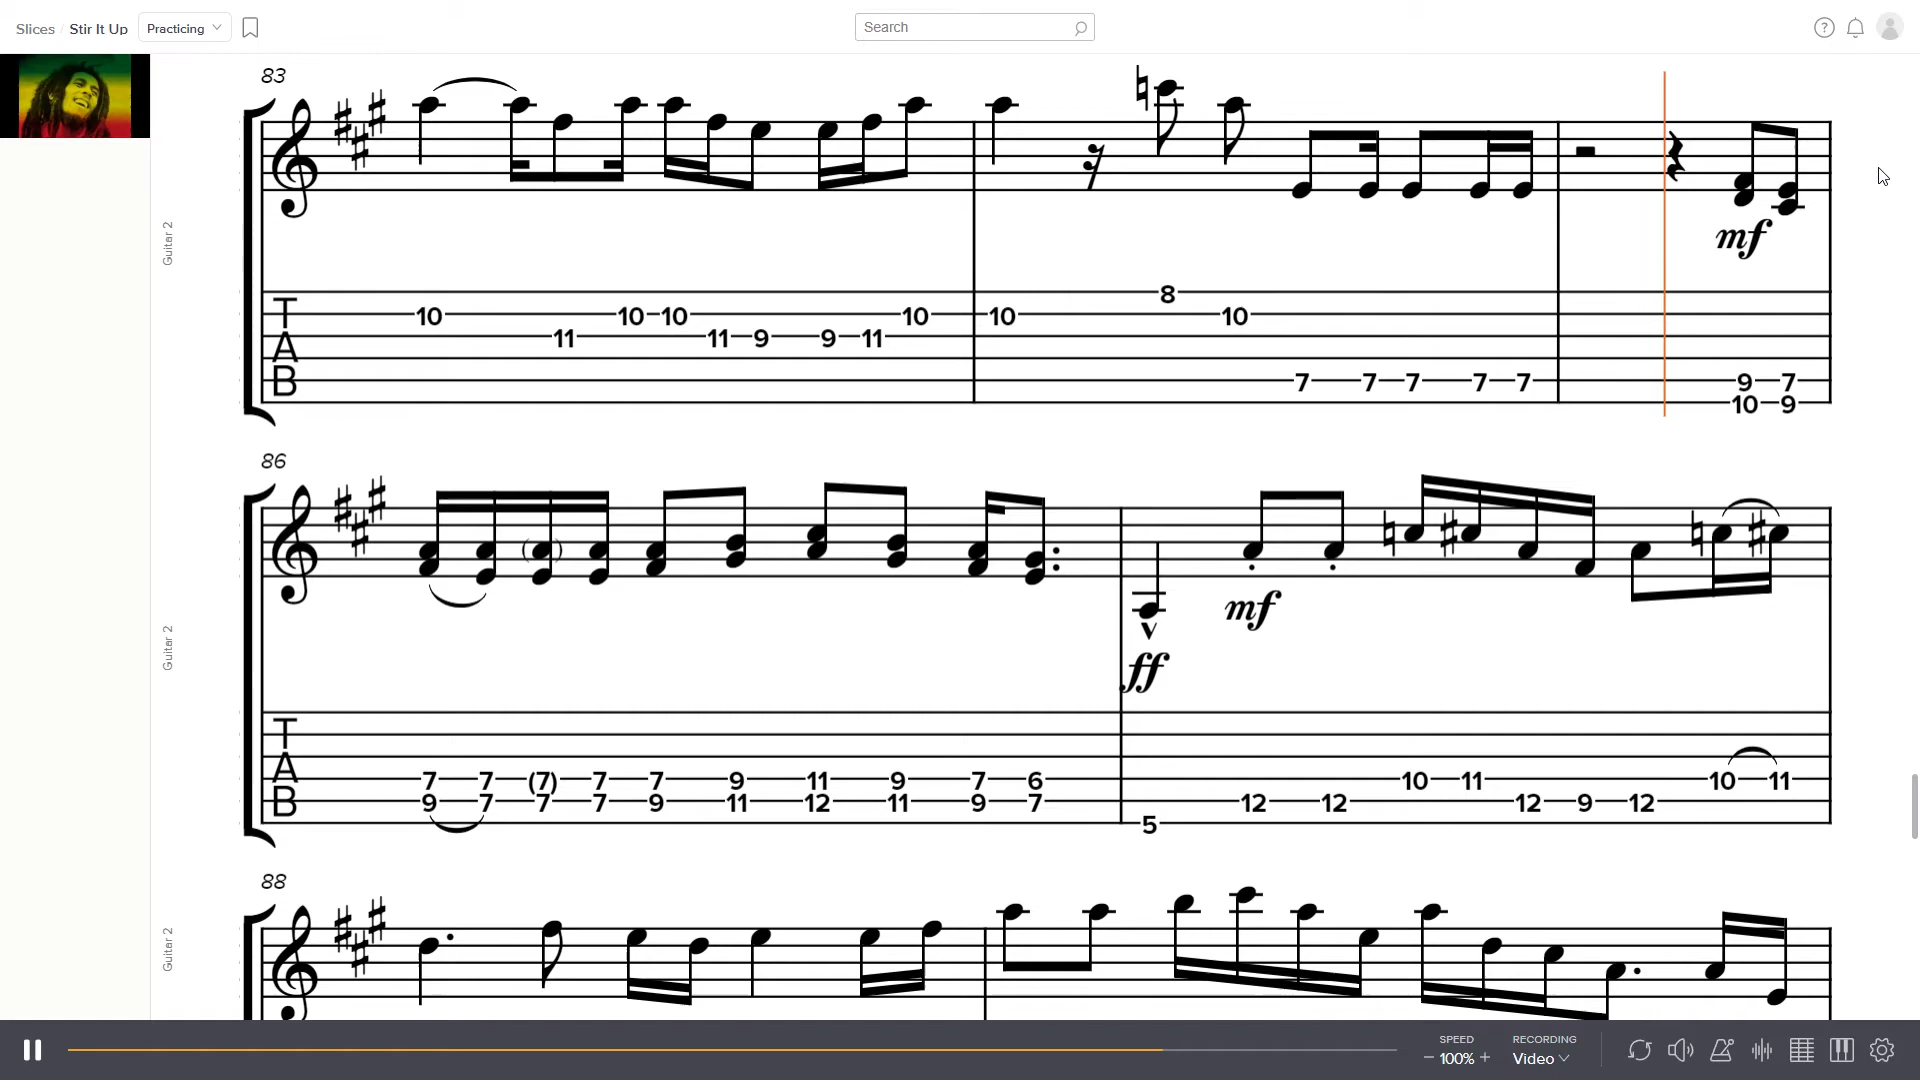 Slices / Stir It Up Practicing
Search
83
mf
Guitar 2
T A B
8
10 10 10 10 10 10
11 11 9 9 11
7 7 7 7 7 9 7
10 9
86
mf
ff
Guitar 2
T A B
7 7 (7) 7 7 9 11 9 7 6 10 11 10 11
9 7 7 7 9 11 12 11 9 7 12 12 12 9 12
5
88
Guitar 2
SPEED
– 100% +
RECORDING
Video